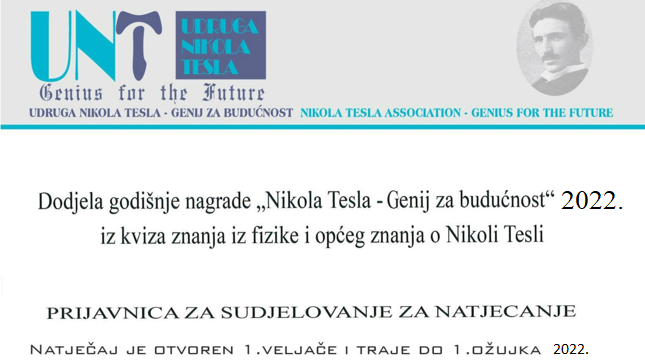 UNT
UDRUGA
NIKOLA
TESLA
Genius for the Future
UDRUGA NIKOLA TESLA - GENIJ ZA BUDUĆNOST NIKOLA TESLA ASSOCIATION - GENIUS FOR THE FUTURE
Dodjela godišnje nagrade „Nikola Tesla - Genij za budućnost“ 2022.
iz kviza znanja iz fizike i općeg znanja o Nikoli Tesli
PRIJAVNICA ZA SUDJELOVANJE ZA NATJECANJE
NATJEČAJ JE OTVOREN 1.VELJAČE I TRAJE DO 1.OŽUJKA 2022.